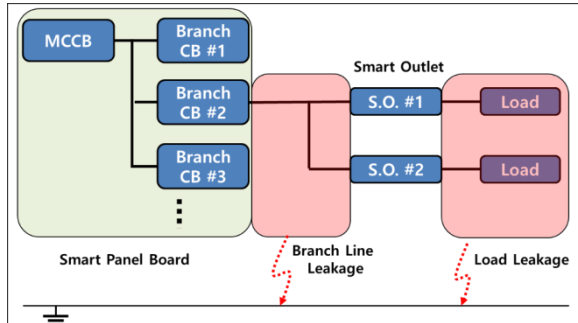 MCCB
Branch
CB #1
Branch
CB #2
Branch
CB #3
Smart Outlet
S.O. #1
Load
S.O. #2
Load
Smart Panel Board
Branch Line
Leakage
Load Leakage